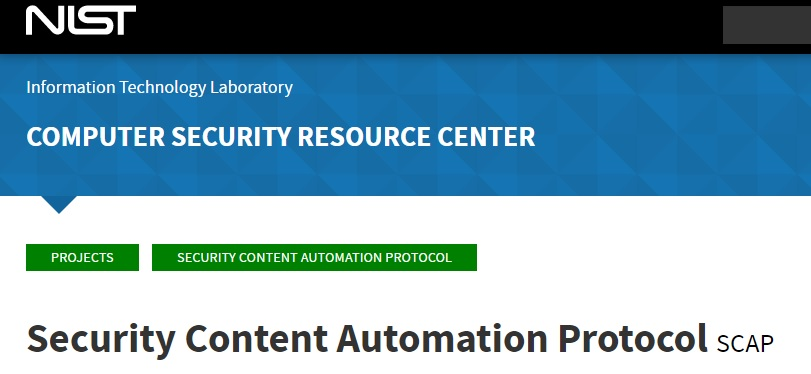 NIST
Information Technology Laboratory
COMPUTER SECURITY RESOURCE CENTER
PROJECTS SECURITY CONTENT AUTOMATION PROTOCOL
Security Content Automation Protocol SCAP